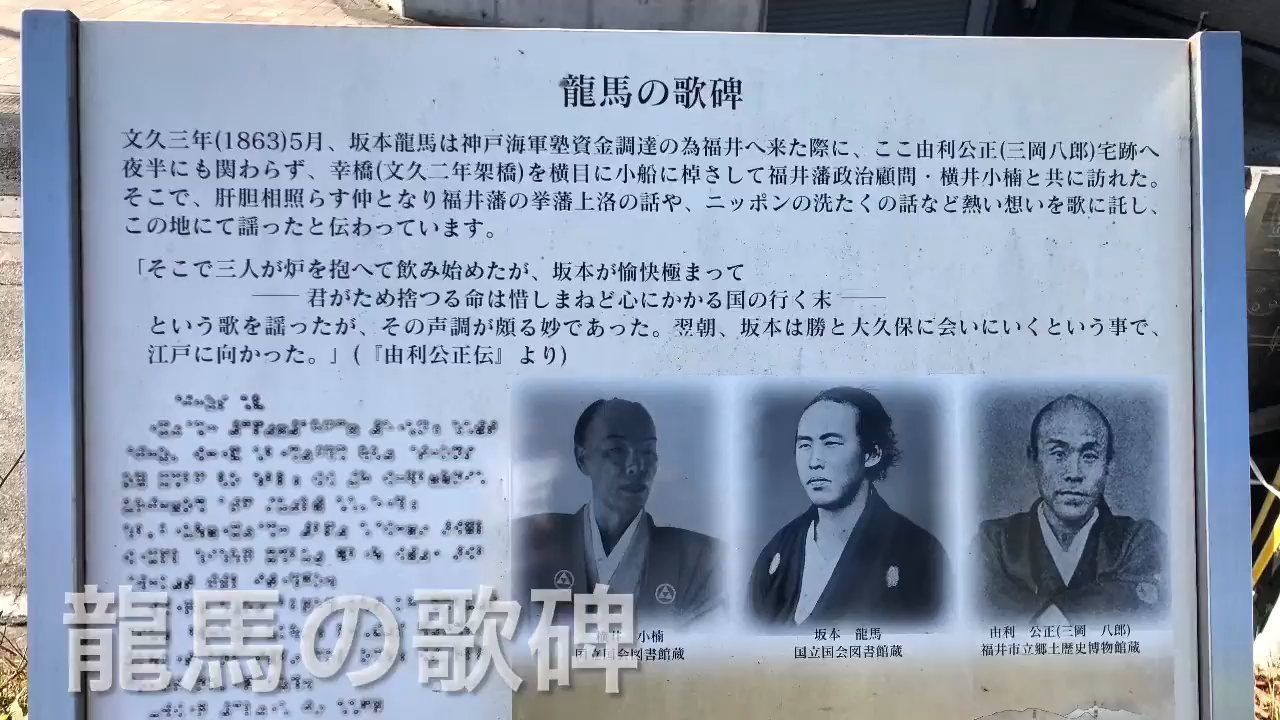 龍馬の歌碑
文久三年(1863)5月、坂本龍馬は神戸海軍塾資金調達の為福井へ来た際に、ここ由利公正(三岡八郎)宅跡へ
夜半にも関わらず、幸橋(文久二年架橋)を横目に小船に棹さして福井藩政治顧問・横井小楠と共に訪れた。
そこで、肝胆相照らす仲となり福井藩の挙藩上洛の話や、ニッポンの洗たくの話など熱い想いを歌に託し、
この地にて謡ったと伝わっています。
「そこで三人が炉を抱へて飲み始めたが、坂本が愉快極まって
── 君がため捨つる命は惜しまねど心にかかる国の行く末 ──
という歌を謡ったが、その声調が頗る妙であった。翌朝、坂本は勝と大久保に会いにいくという事で、
江戸に向かった。」(『由利公正伝』より)
小楠
国立国会図書館蔵
坂本 龍馬
国立国会図書館蔵
由利 公正(三岡 八郎)
福井市立郷土歴史博物館蔵
龍馬の歌碑